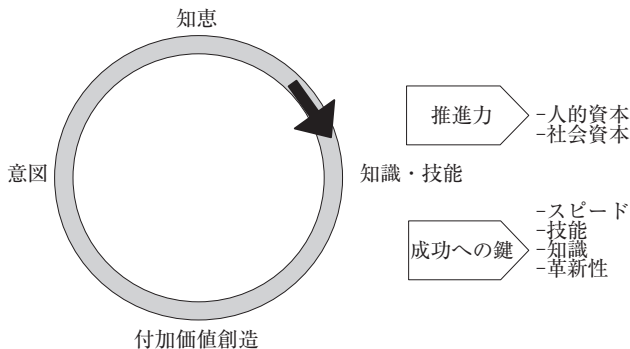 知恵
意図
知識・技能
付加価値創造
推進力
-人的資本
-社会資本
成功への鍵
-スピード
-技能
-知識
-革新性